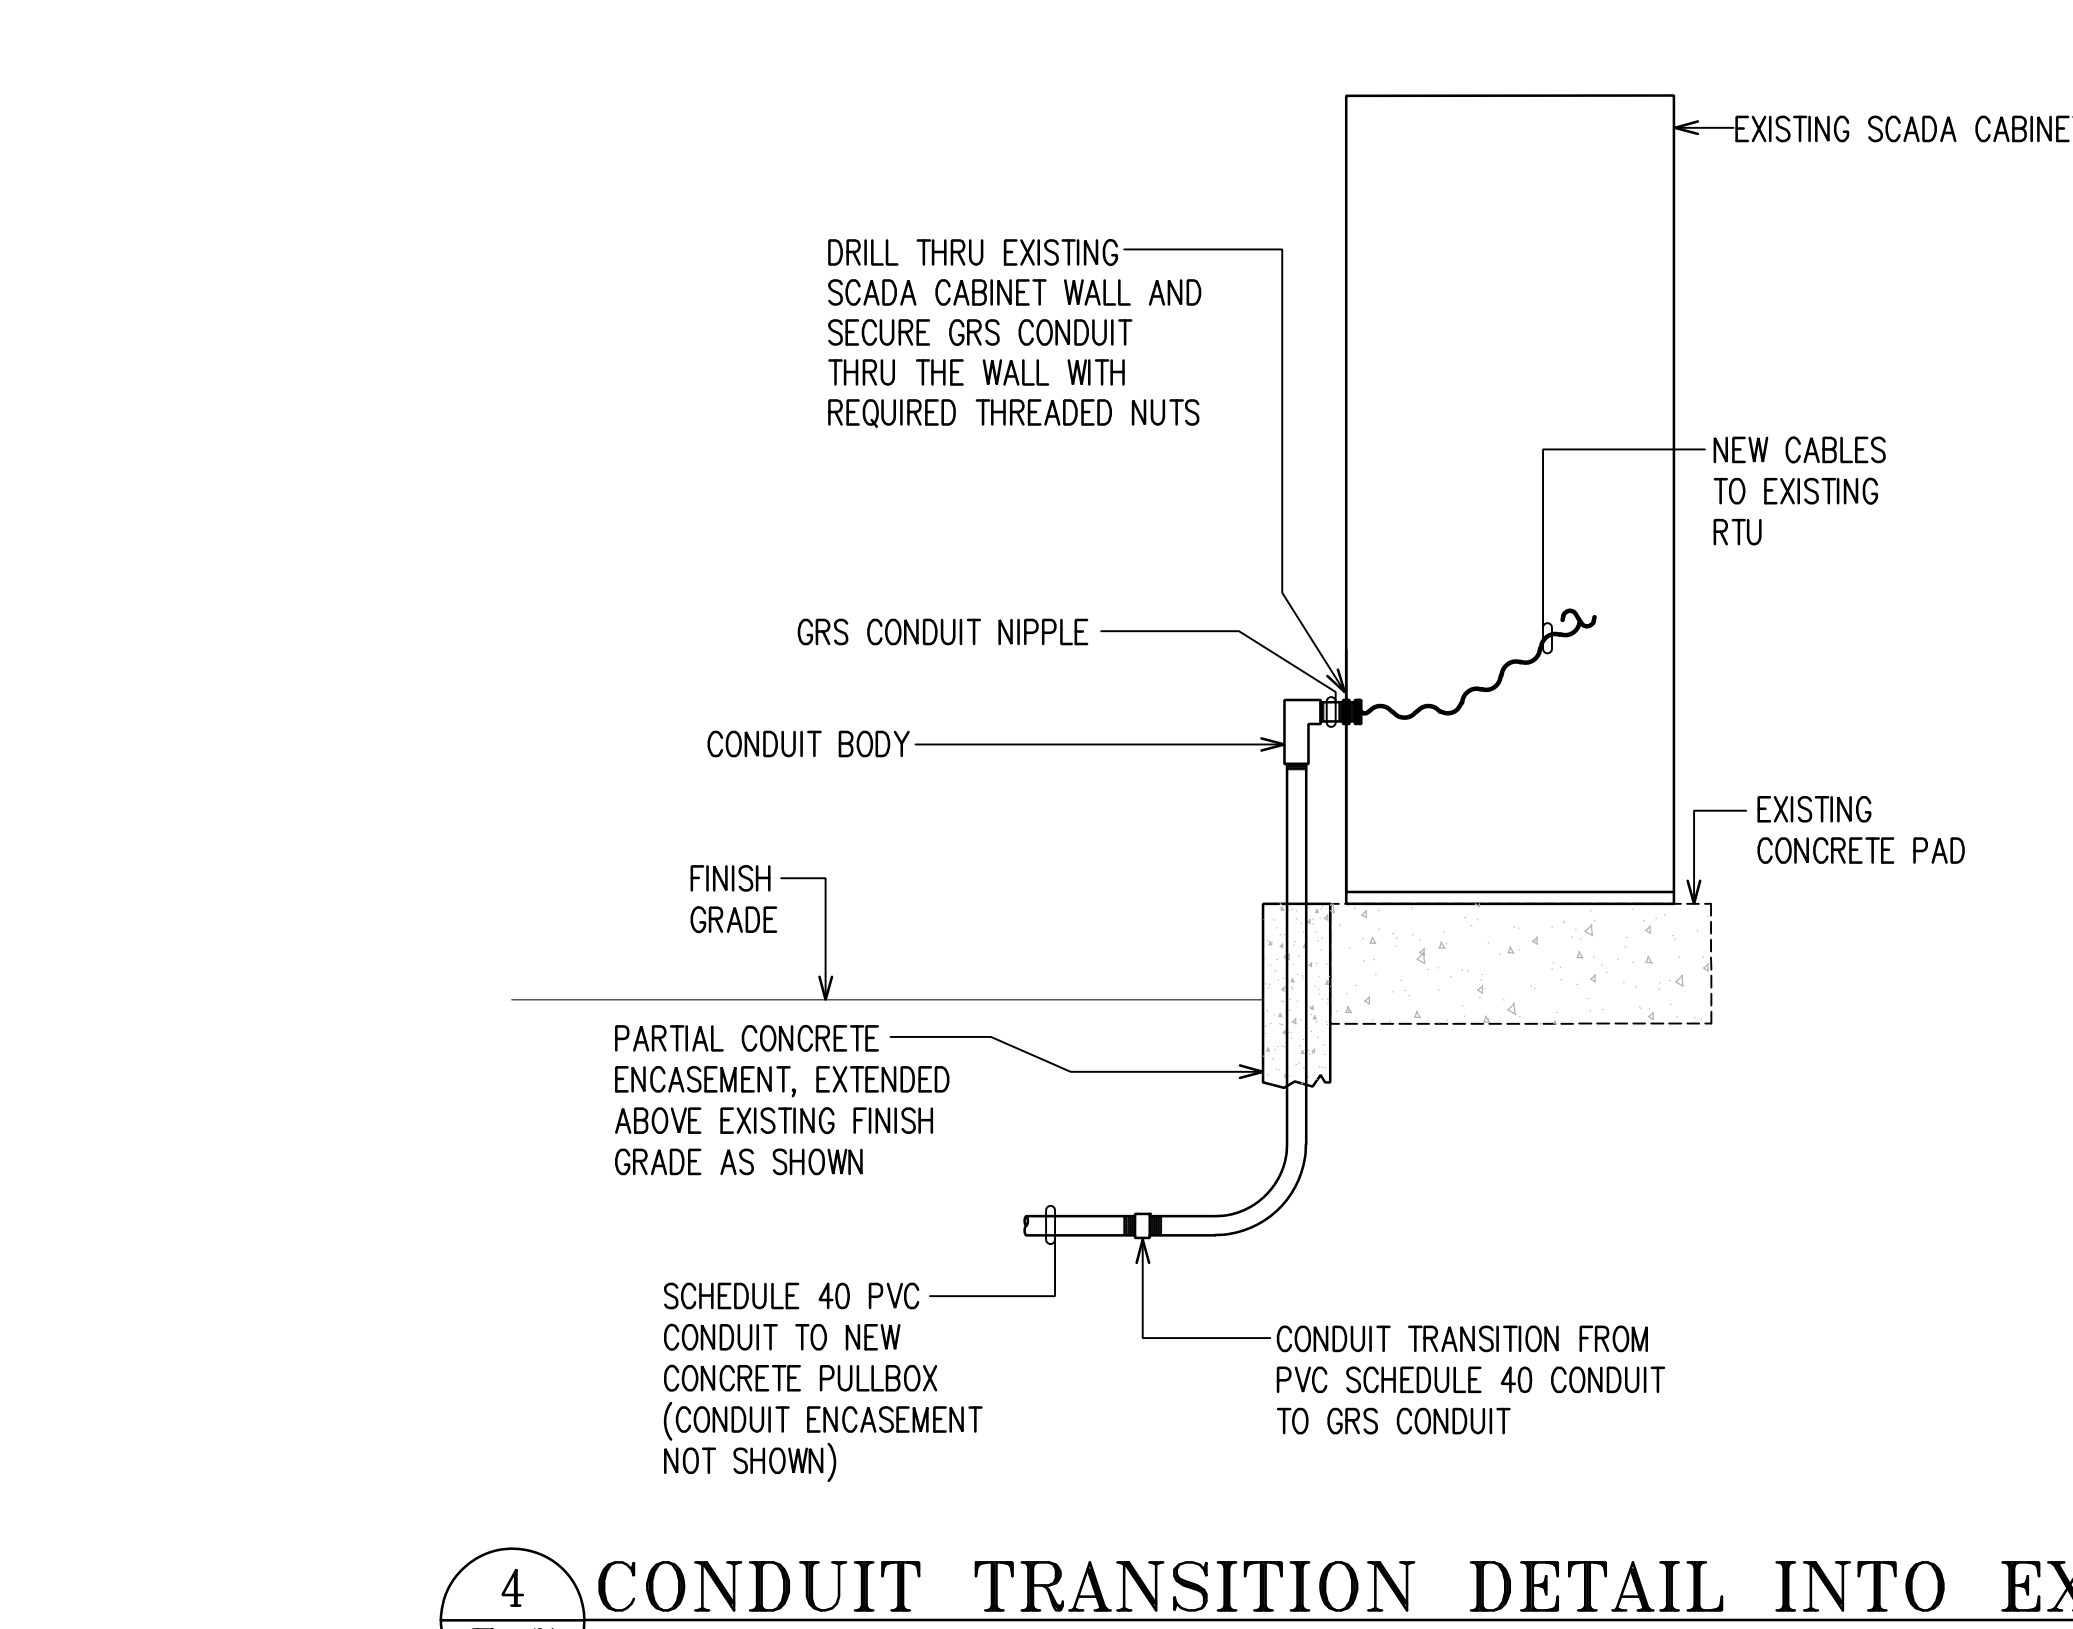 EXISTING SCADA
DRILL THRU EXISTING
SCADA CABINET WALL AND
SECURE GRS CONDUIT
THRU THE WALL WITH
REQUIRED THREADED NUTS
NEW CABLES
TO EXISTING
RTU
GRS CONDUIT NIPPLE
CONDUIT BODY
EXISTING
CONCRETE PAD
FINISH
GRADE
PARTIAL CONCRETE
ENCASEMENT, EXTENDED
ABOVE EXISTING FINISH
GRADE AS SHOWN
SCHEDULE 40 PVC
CONDUIT TO NEW
CONCRETE PULLBOX
(CONDUIT ENCASEMENT
NOT SHOWN)
CONDUIT TRANSITION FROM
PVC SCHEDULE 40 CONDUIT
TO GRS CONDUIT
4
CONDUIT TRANSITION DETAIL INTO